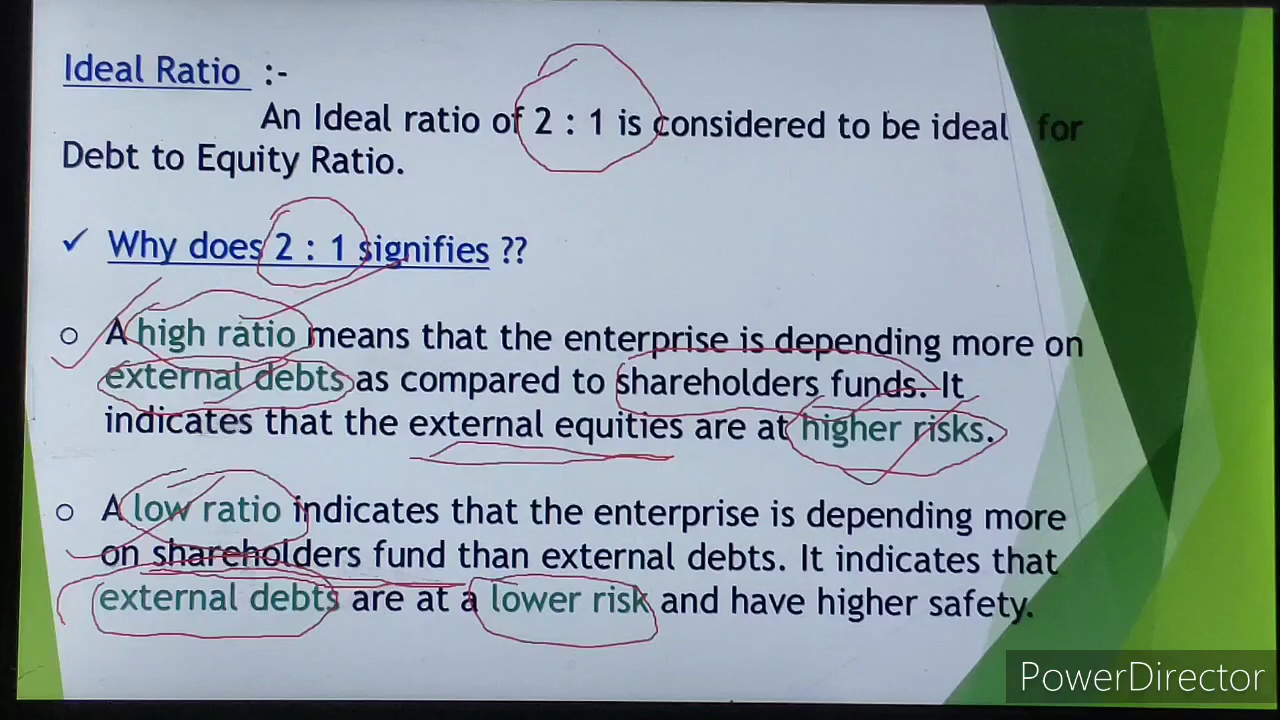 Ideal Ratio :-
An Ideal ratio of 2 : 1 is considered to be ideal for
Debt to Equity Ratio.
✓ Why does 2 : 1 signifies ??
○ A high ratio means that the enterprise is depending more on
external debts as compared to shareholders funds. It
indicates that the external equities are at higher risks.
○ A low ratio indicates that the enterprise is depending more
on shareholders fund than external debts. It indicates that
external debts are at a lower risk and have higher safety.
PowerDirector